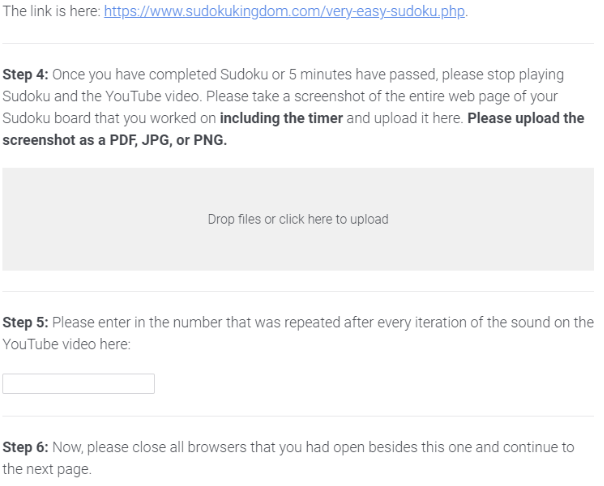 The link is here: https://www.sudokukingdom.com/very-easy-sudoku.php.
Step 4: Once you have completed Sudoku or 5 minutes have passed, please stop playing
Sudoku and the YouTube video. Please take a screenshot of the entire web page of your
Sudoku board that you worked on including the timer and upload it here. Please upload the
screenshot as a PDF, JPG, or PNG.
Drop files or click here to upload
Step 5: Please enter in the number that was repeated after every iteration of the sound on the
YouTube video here:
Step 6: Now, please close all browsers that you had open besides this one and continue to
the next page.